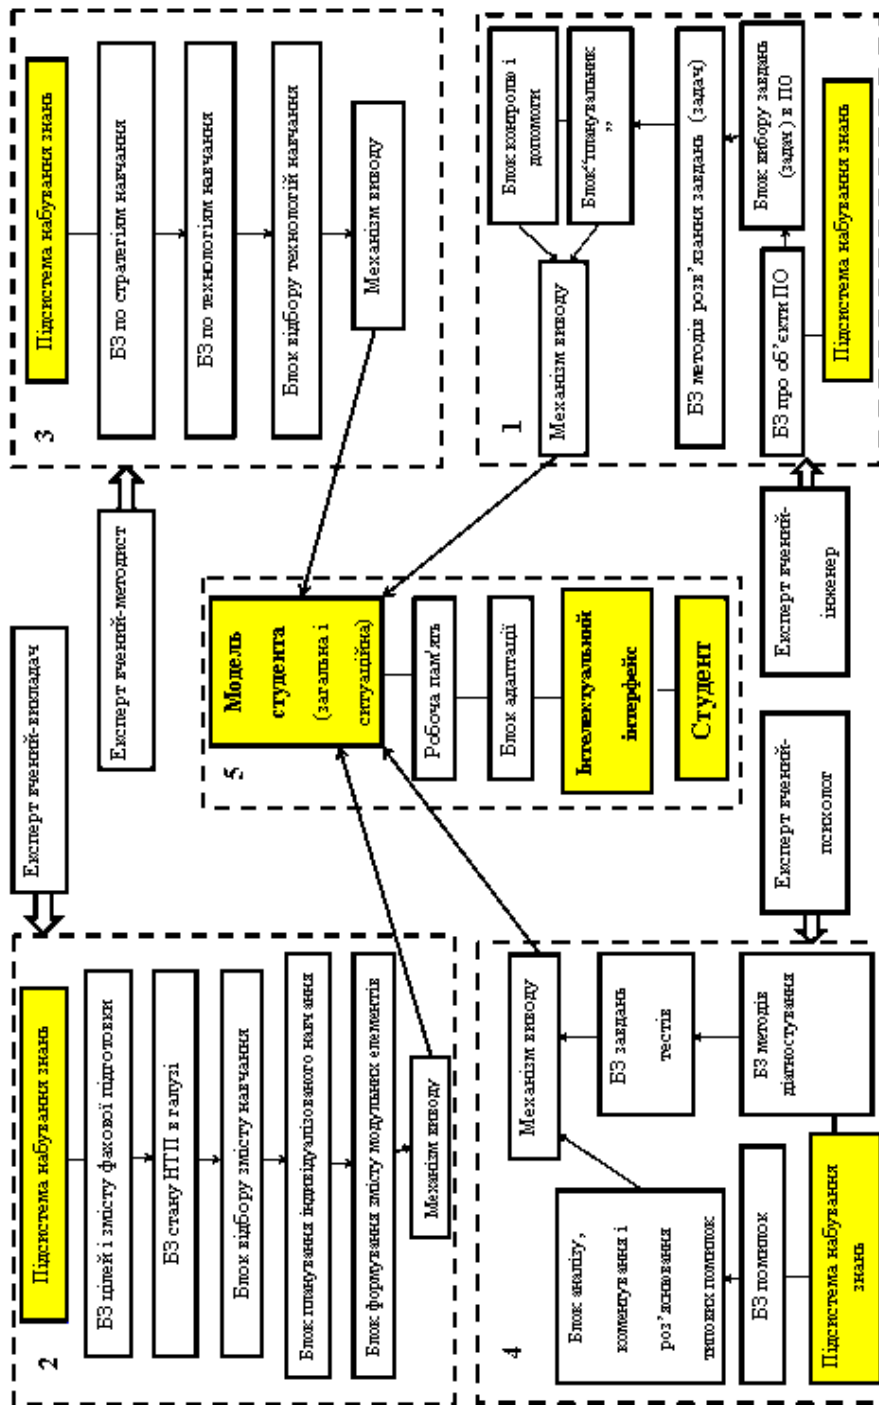 2
Підсистема набування знань
БЗ цілей і змісту фахової підготовки
БЗ стану НТП в галузі
Блок відбору змісту навчання
Блок планування індивідуалізованого навчання
Блок формування змісту модульних елементів
Механізм виводу
Експерт вчений-викладач
Експерт вчений-методист
3
Підсистема набування знань
БЗ по стратегіям навчання
БЗ по технологіям навчання
Блок відбору технологій навчання
Механізм виводу
5
Модель
студента
(загальна і
ситуаційна)
Робоча пам'ять
Блок адаптації
Інтелектуальний
інтерфейс
Студент
4
Механізм виводу
Блок аналізу,
коментування і
роз’яснювання
типових помилок
БЗ завдань
тестів
БЗ помилок
БЗ методів
діагностування
Підсистема набування
знань
Експерт вчений-
психолог
Експерт вчений-
інженер
1
Механізм виводу
Блок контролю і
допомоги
Блок“планувальник
”
БЗ методів розв’язання завдань (задач)
БЗ про об’єкти ПО
Блок вибору завдань
(задач) в ПО
Підсистема набування знань